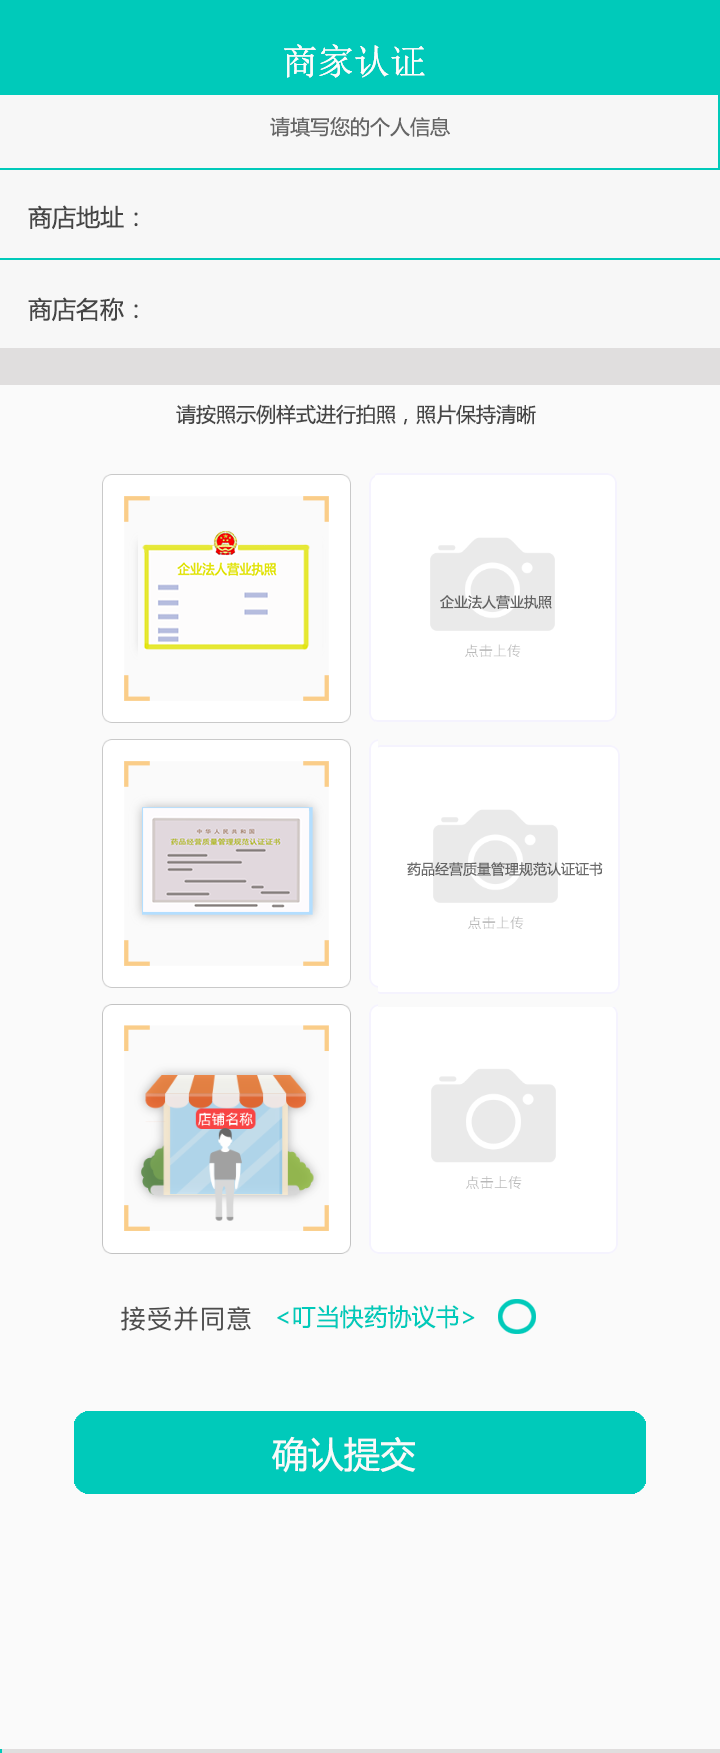 商家认证
请填写您的个人信息
商店地址：
商店名称：
请按照示例样式进行拍照，照片保持清晰
企业法人营业执照
企业法人营业执照
点击上传
中华人民共和国
药品经营质量管理规范认证证书
药品经营质量管理规范认证证书
点击上传
店铺名称
点击上传
接受并同意 <叮当快药协议书>
确认提交